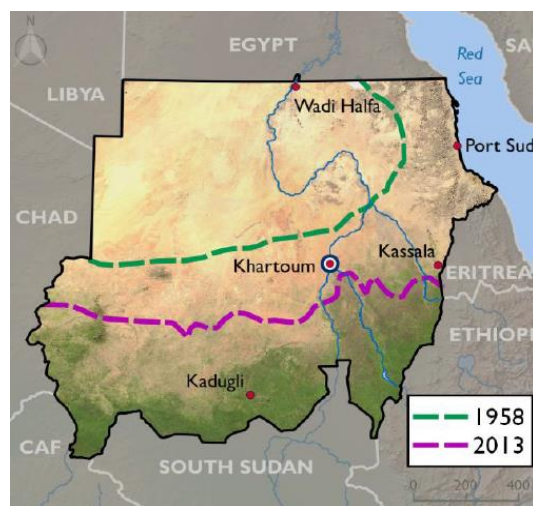 N
EGYPT
Red
Sea
SA
LIBYA
Wadi Halfa
Port Sud
CHAD
Khartoum
Kassala
ERITREA
ETHIOPI
Kadugli
CAF
SOUTH SUDAN
1958
2013
0 200 400